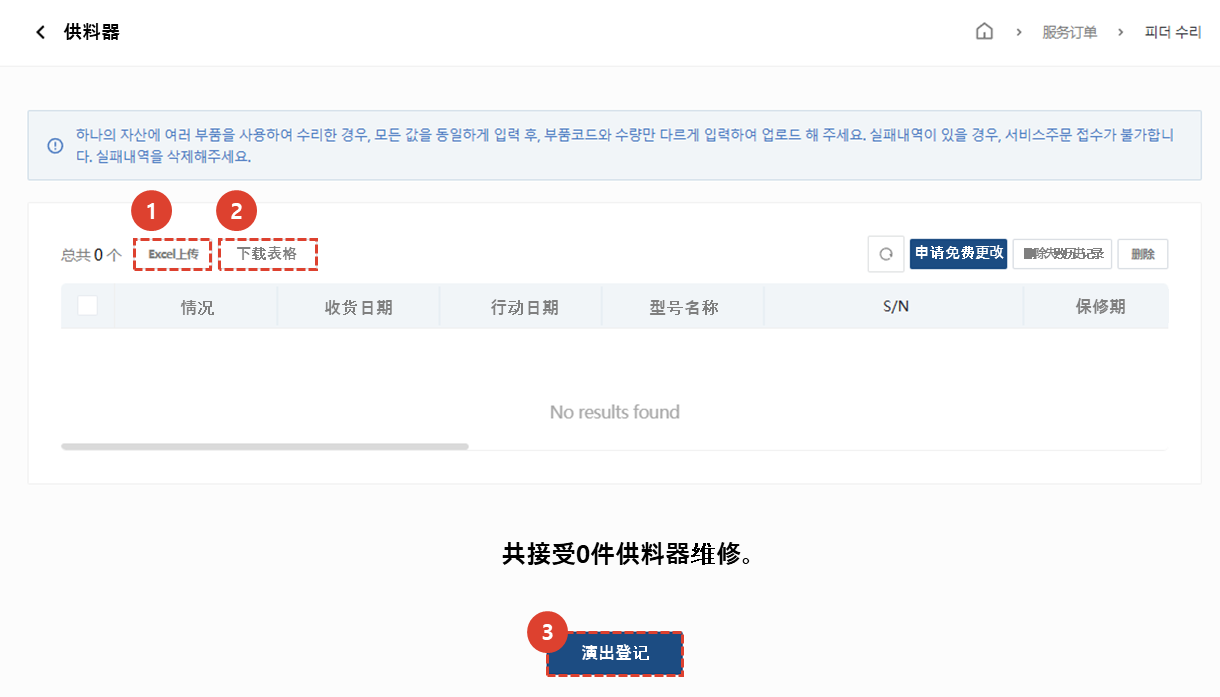 供料器
服务订单
피더 수리
하나의 자산에 여러 부품을 사용하여 수리한 경우, 모든 값을 동일하게 입력 후, 부품코드와 수량만 다르게 입력하여 업로드 해 주세요. 실패내역이 있을 경우, 서비스주문 접수가 불가합니
다. 실패내역을 삭제해주세요.
1
2
总共 0 个
Excel上传
下载表格
申请免费更改
删除失败历史记录
删除
情况
收货日期
行动日期
型号名称
S/N
保修期
No results found
共接受0件供料器维修。
3
演出登记